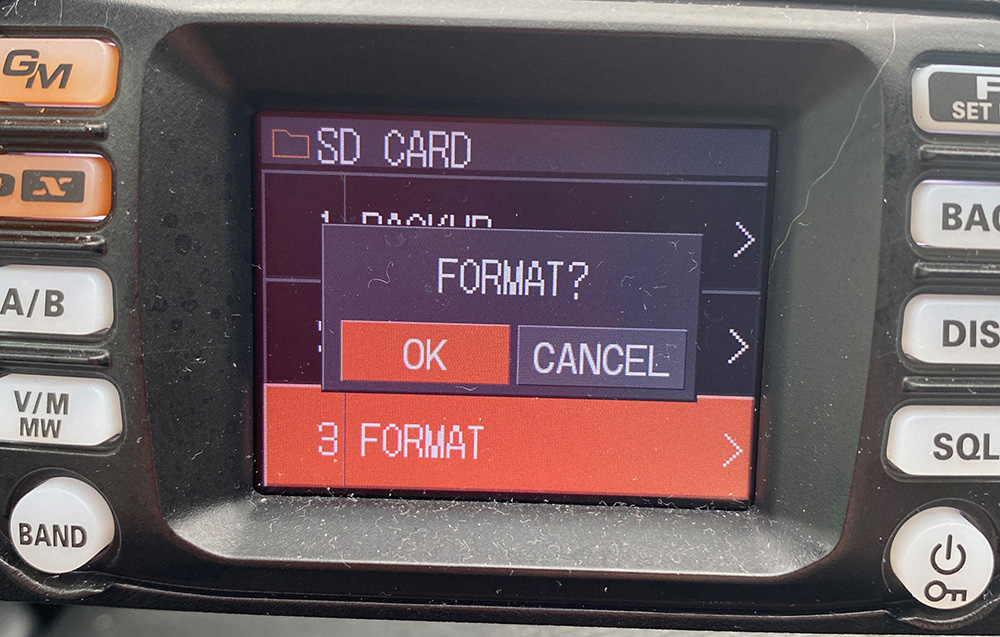 GM
X
A/B
V/M
MW
BAND
SD CARD
1 BACKUP
FORMAT?
OK
CANCEL
3 FORMAT
F
SET
BAC
DIS
SQL